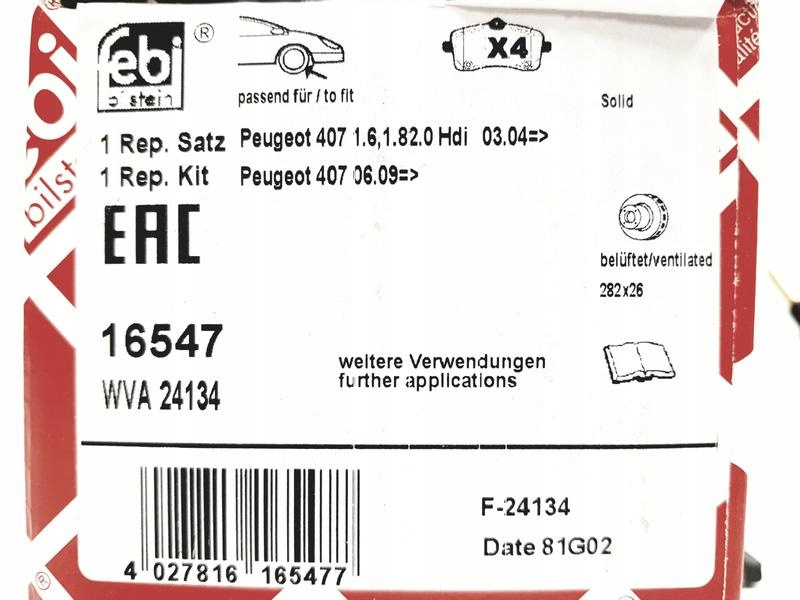 febi
bilstein
®
X4
passend für / to fit
Solid
1 Rep. Satz Peugeot 407 1.6,1.82.0 Hdi 03.04=>
1 Rep. Kit Peugeot 407 06.09=>
EAC
belüftet/ventilated
282x26
16547
WVA 24134
weitere Verwendungen
further applications
F-24134
Date 81G02
4 027816 165477
bilst
®